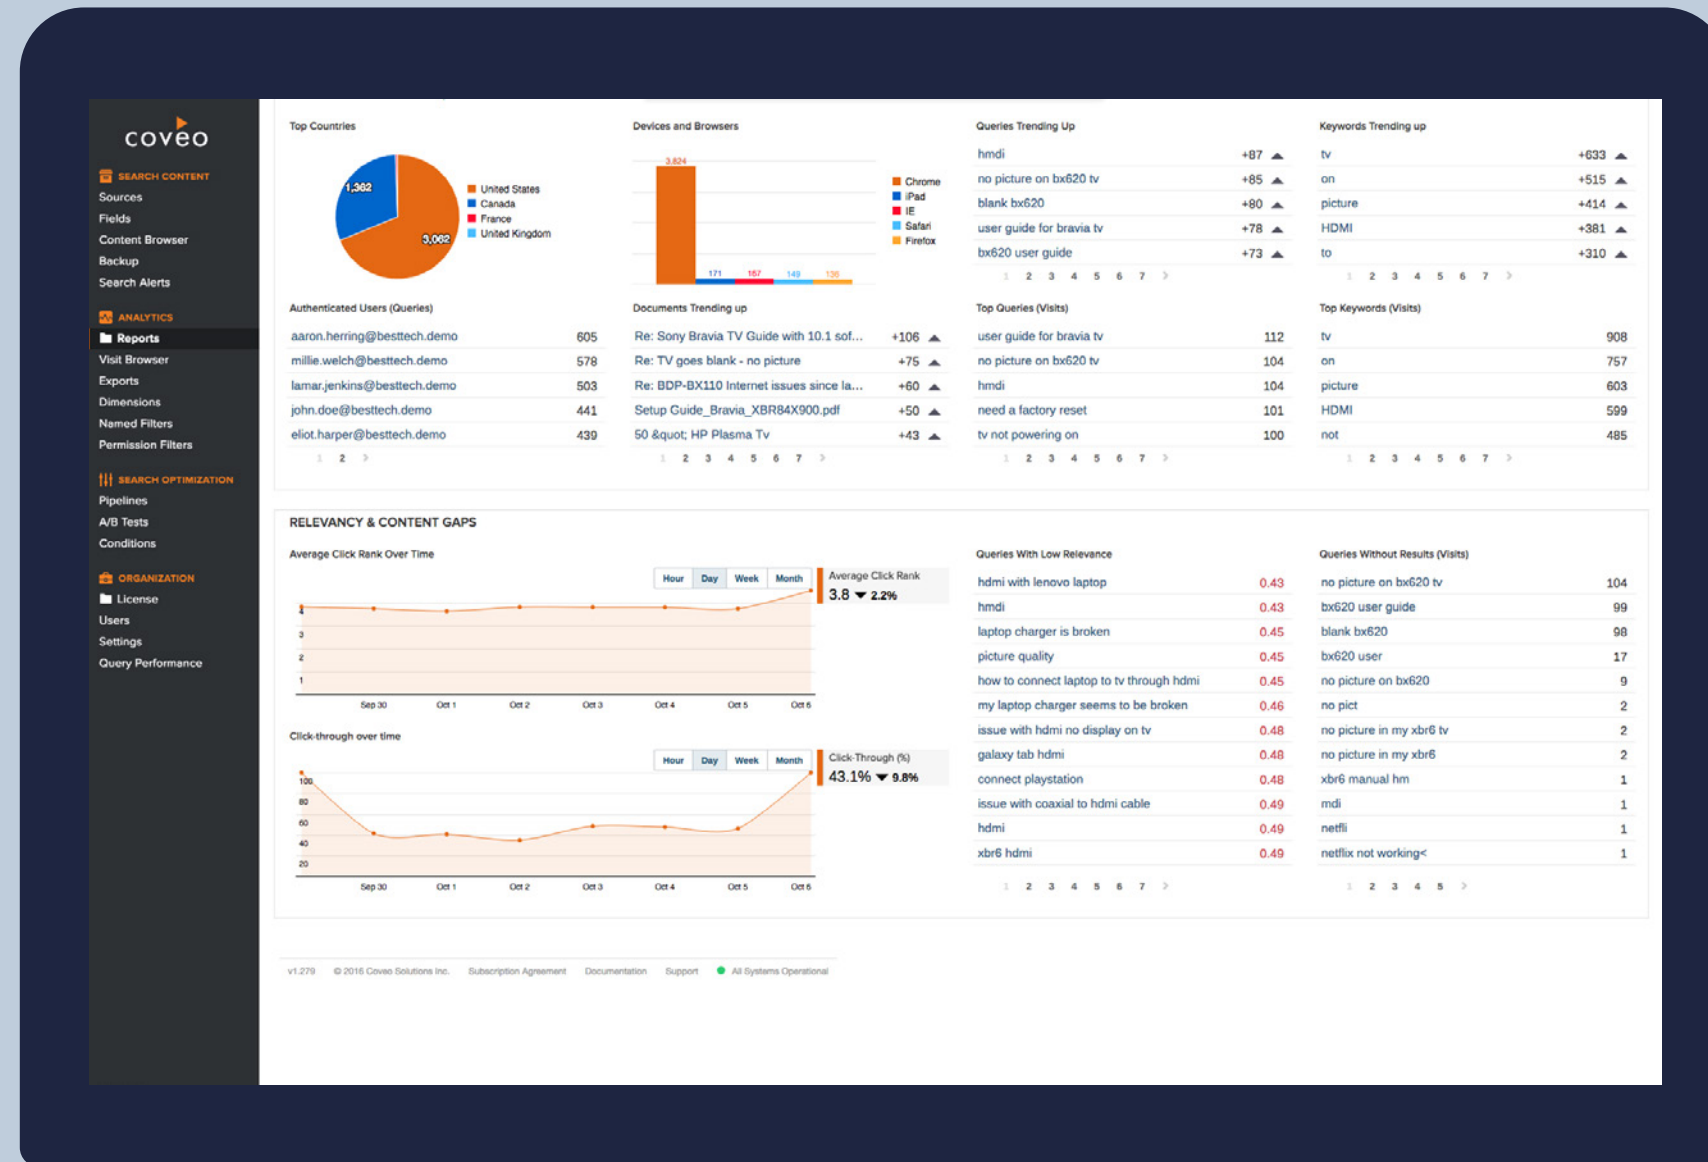 coveo
SEARCH CONTENT
Sources
Fields
Content Browser
Backup
Search Alerts
ANALYTICS
Reports
Visit Browser
Exports
Dimensions
Named Filters
Permission Filters
SEARCH OPTIMIZATION
Pipelines
A/B Tests
Conditions
ORGANIZATION
License
Users
Settings
Query Performance
Top Countries
1,362
3,062
United States
Canada
France
United Kingdom
Devices and Browsers
3,824
171 167 149 136
Chrome
iPad
IE
Safari
Firefox
Queries Trending Up
hmdi +87
no picture on bx620 tv +85
blank bx620 +80
user guide for bravia tv +78
bx620 user guide +73
1 2 3 4 5 6 7 >
Keywords Trending up
tv +633
on +515
picture +414
HDMI +381
to +310
1 2 3 4 5 6 7 >
Authenticated Users (Queries)
aaron.herring@besttech.demo 605
millie.welch@besttech.demo 578
lamar.jenkins@besttech.demo 503
john.doe@besttech.demo 441
eliot.harper@besttech.demo 439
1 2 >
Documents Trending up
Re: Sony Bravia TV Guide with 10.1 sof... +106
Re: TV goes blank - no picture +75
Re: BDP-BX110 Internet issues since la... +60
Setup Guide_Bravia_XBR84X900.pdf +50
50 &quot; HP Plasma Tv +43
1 2 3 4 5 6 7 >
Top Queries (Visits)
user guide for bravia tv 112
no picture on bx620 tv 104
hmdi 104
need a factory reset 101
tv not powering on 100
1 2 3 4 5 6 7 >
Top Keywords (Visits)
tv 908
on 757
picture 603
HDMI 599
not 485
1 2 3 4 5 6 7 >
RELEVANCY & CONTENT GAPS
Average Click Rank Over Time
Hour Day Week Month
Average Click Rank
3.8 ▼ 2.2%
4
3
2
1
Sep 30 Oct 1 Oct 2 Oct 3 Oct 4 Oct 5 Oct 6
Click-through over time
Hour Day Week Month
Click-Through (%)
43.1% ▼ 9.8%
100
80
60
40
20
Sep 30 Oct 1 Oct 2 Oct 3 Oct 4 Oct 5 Oct 6
Queries With Low Relevance
hdmi with lenovo laptop 0.43
hmdi 0.43
laptop charger is broken 0.45
picture quality 0.45
how to connect laptop to tv through hdmi 0.45
my laptop charger seems to be broken 0.46
issue with hdmi no display on tv 0.48
galaxy tab hdmi 0.48
connect playstation 0.48
issue with coaxial to hdmi cable 0.49
hdmi 0.49
xbr6 hdmi 0.49
1 2 3 4 5 6 7 >
Queries Without Results (Visits)
no picture on bx620 tv 104
bx620 user guide 99
blank bx620 98
bx620 user 17
no picture on bx620 9
no pict 2
no picture in my xbr6 tv 2
no picture in my xbr6 2
xbr6 manual hm 1
mdi 1
netfli 1
netflix not working< 1
1 2 3 4 5 >
v1.279 © 2016 Coveo Solutions Inc. Subscription Agreement Documentation Support All Systems Operational